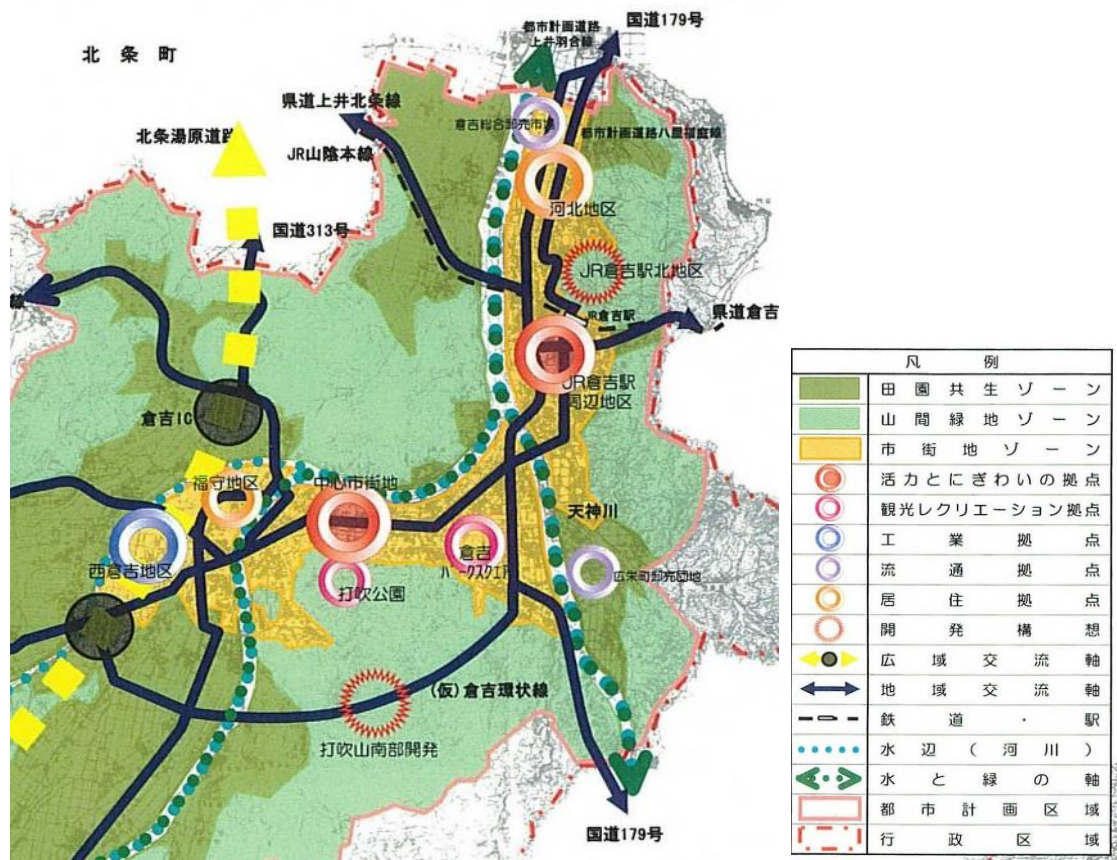 国道179号
都市計画道路
上井羽合線
北条町
県道上井北条線
倉吉総合卸売市場
都市計画道路八屋福庭線
北条湯原道路
JR山陰本線
河北地区
国道313号
JR倉吉駅北地区
線
県道倉吉
JR倉吉駅
JR倉吉駅
周辺地区
倉吉IC
福守地区
中心市街地
天神川
西倉吉地区
倉吉
パークスクエア
広栄町卸売団地
打吹公園
(仮)倉吉環状線
打吹山南部開発
国道179号
凡例
田園共生ゾーン
山間緑地ゾーン
市街地ゾーン
活力とにぎわいの拠点
観光レクリエーション拠点
工業拠点
流通拠点
居住拠点
開発構想
広域交流軸
地域交流軸
鉄道・駅
水辺(河川)
水と緑の軸
都市計画区域
行政区域